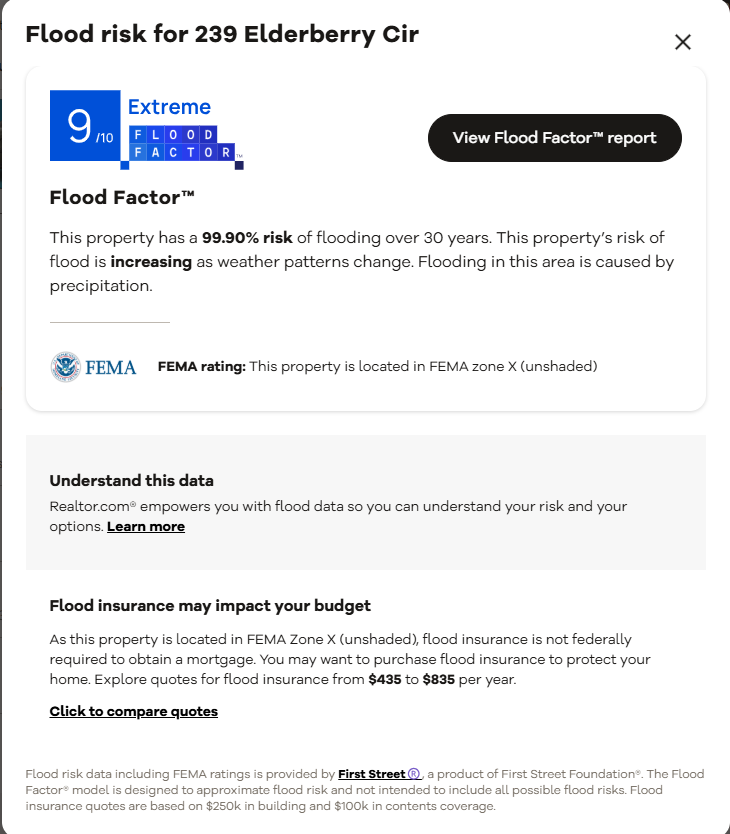 Flood risk for 239 Elderberry Cir
9/10
Extreme
FLOOD
FACTOR™
View Flood Factor™ report
Flood Factor™
This property has a 99.90% risk of flooding over 30 years. This property's risk of
flood is increasing as weather patterns change. Flooding in this area is caused by
precipitation.
FEMA
FEMA rating: This property is located in FEMA zone X (unshaded)
Understand this data
Realtor.com® empowers you with flood data so you can understand your risk and your
options. Learn more
Flood insurance may impact your budget
As this property is located in FEMA Zone X (unshaded), flood insurance is not federally
required to obtain a mortgage. You may want to purchase flood insurance to protect your
home. Explore quotes for flood insurance from $435 to $835 per year.
Click to compare quotes
Flood risk data including FEMA ratings is provided by First Street®, a product of First Street Foundation®. The Flood
Factor® model is designed to approximate flood risk and not intended to include all possible flood risks. Flood
insurance quotes are based on $250k in building and $100k in contents coverage.